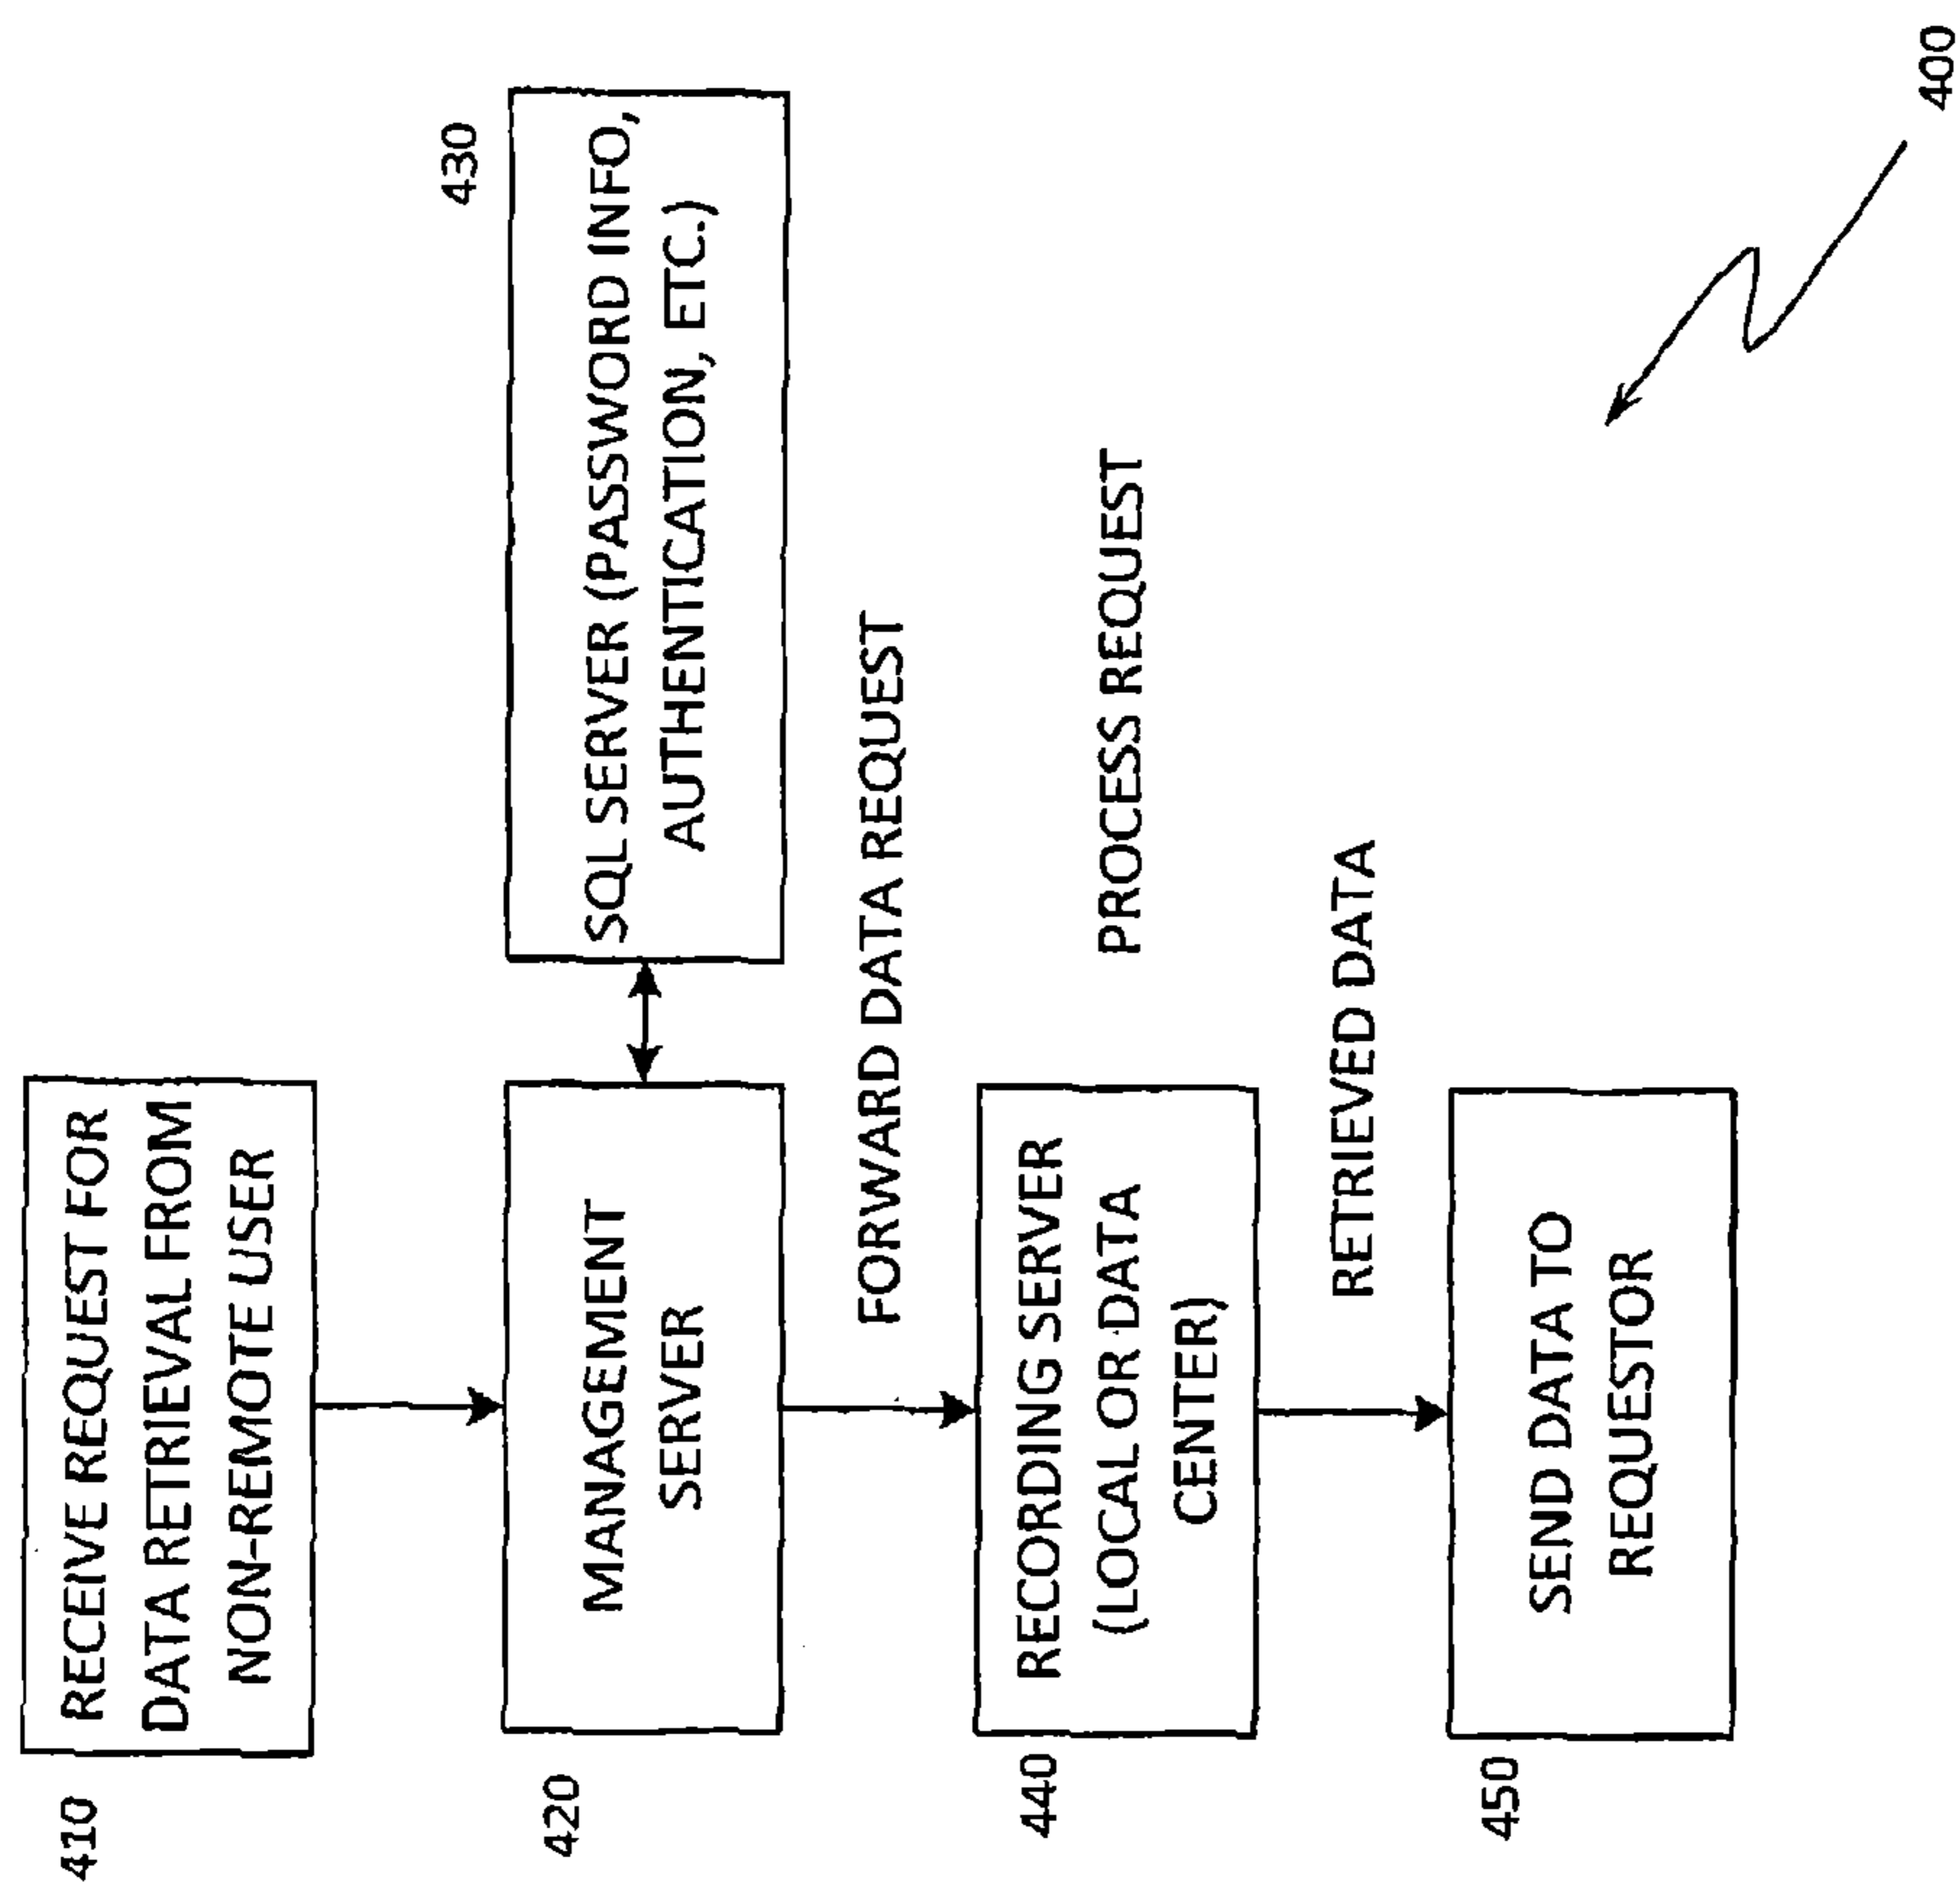 410
RECEIVE REQUEST FOR
DATA RETRIEVAL FROM
NON-REMOTE USER
420
MANAGEMENT
SERVER
430
SQL SERVER (PASSWORD INFO,
AUTHENTICATION, ETC.)
FORWARD DATA REQUEST
440
RECORDING SERVER
(LOCAL OR DATA
CENTER)
PROCESS REQUEST
RETRIEVED DATA
450
SEND DATA TO
REQUESTOR
400